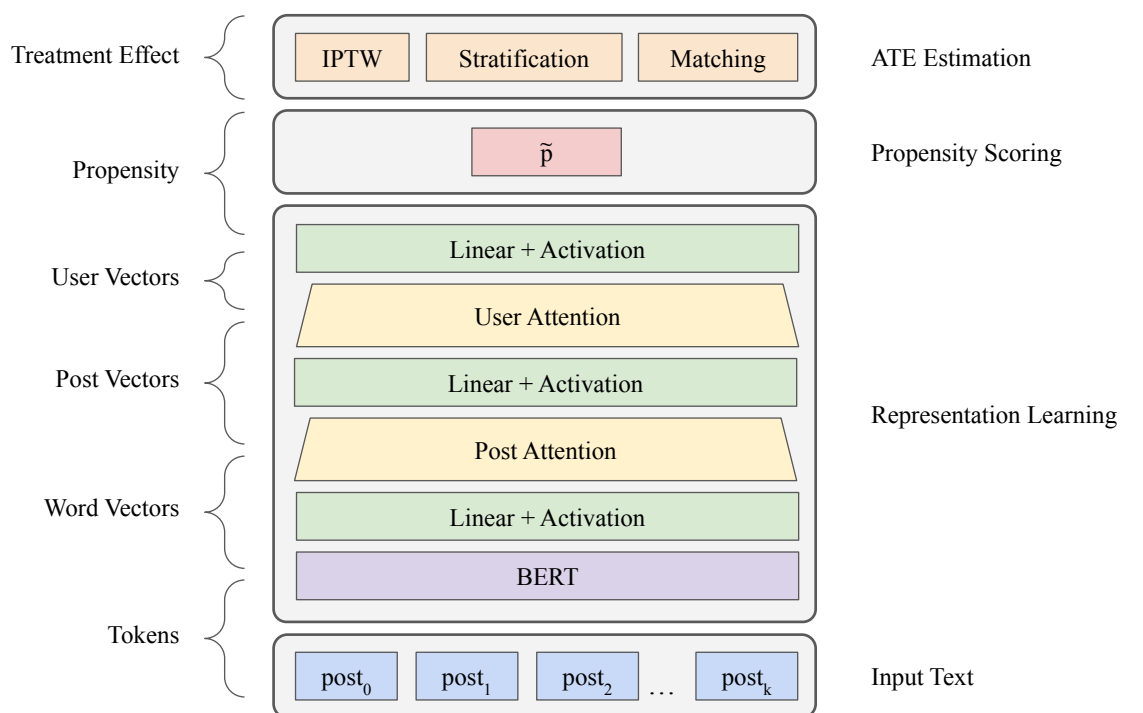 Treatment Effect
IPTW
Stratification
Matching
ATE Estimation
Propensity
p̃
Propensity Scoring
Linear + Activation
User Vectors
User Attention
Post Vectors
Linear + Activation
Representation Learning
Post Attention
Word Vectors
Linear + Activation
BERT
Tokens
post₀
post₁
post₂
...
postₖ
Input Text